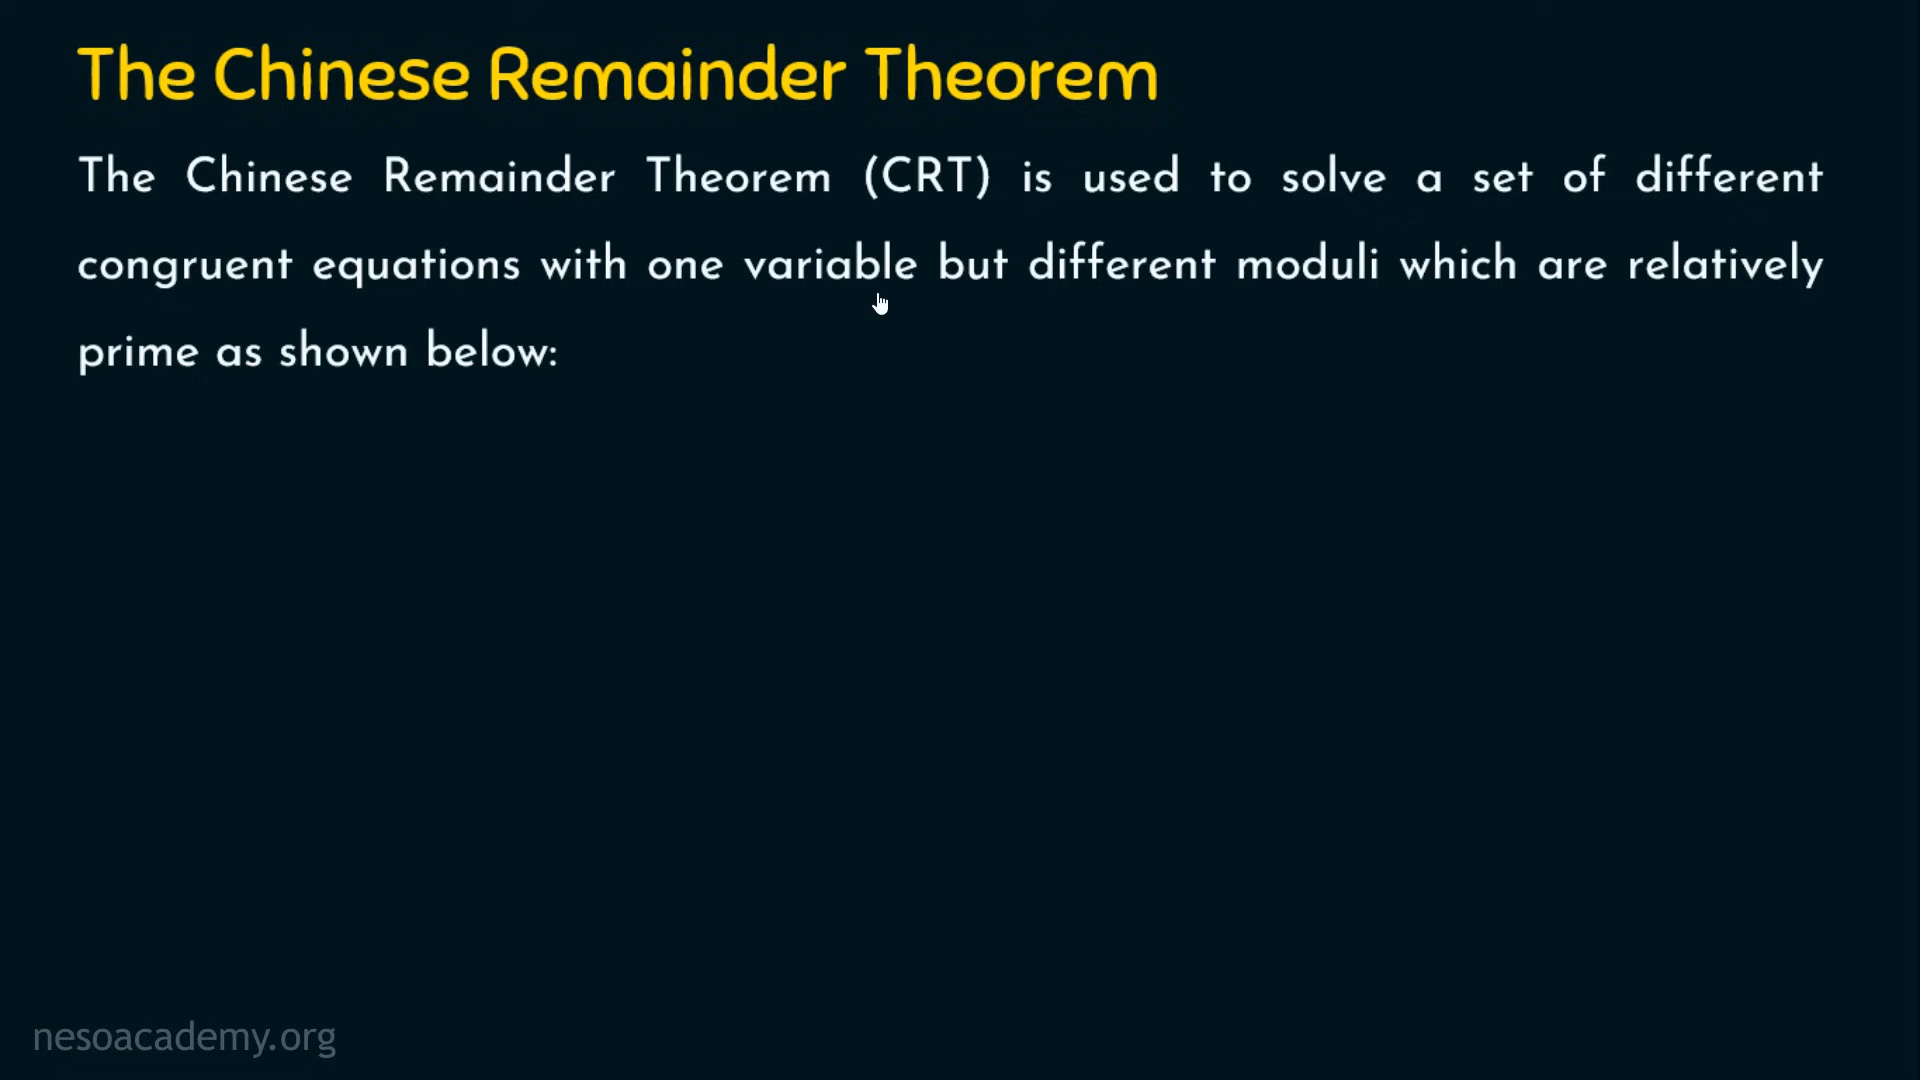 The Chinese Remainder Theorem
The Chinese Remainder Theorem (CRT) is used to solve a set of different
congruent equations with one variable but different moduli which are relatively
prime as shown below:
nesoacademy.org